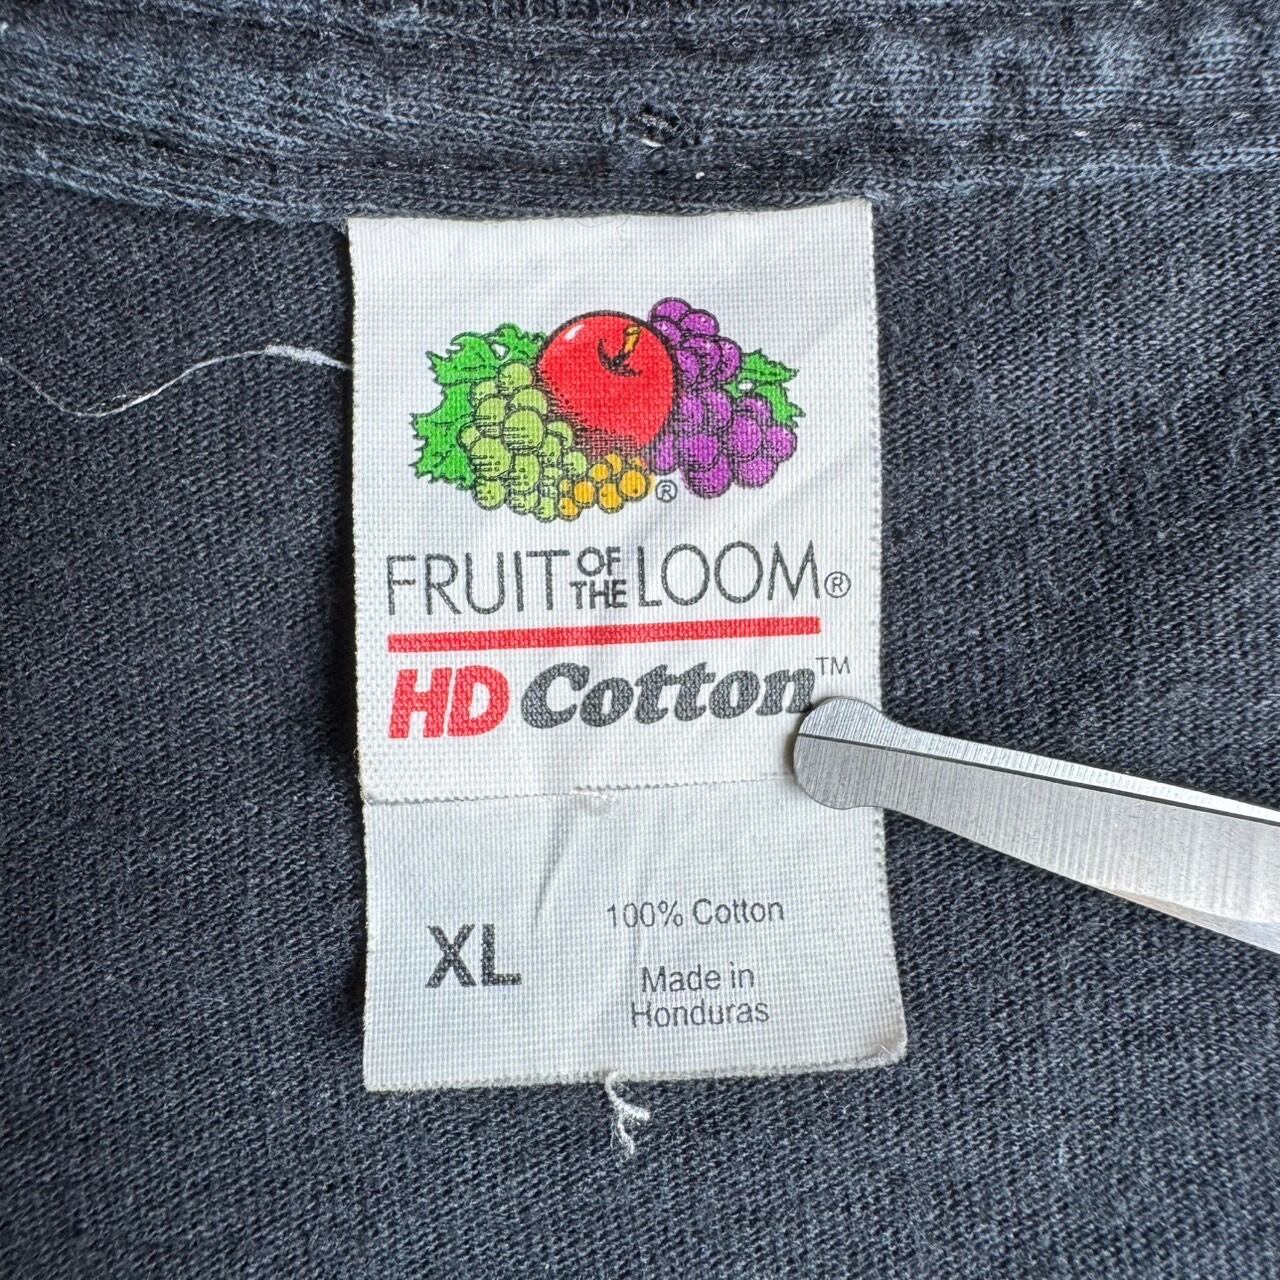 ®
FRUIT OF THE LOOM®
HD Cotton™
XL
100% Cotton
Made in
Honduras